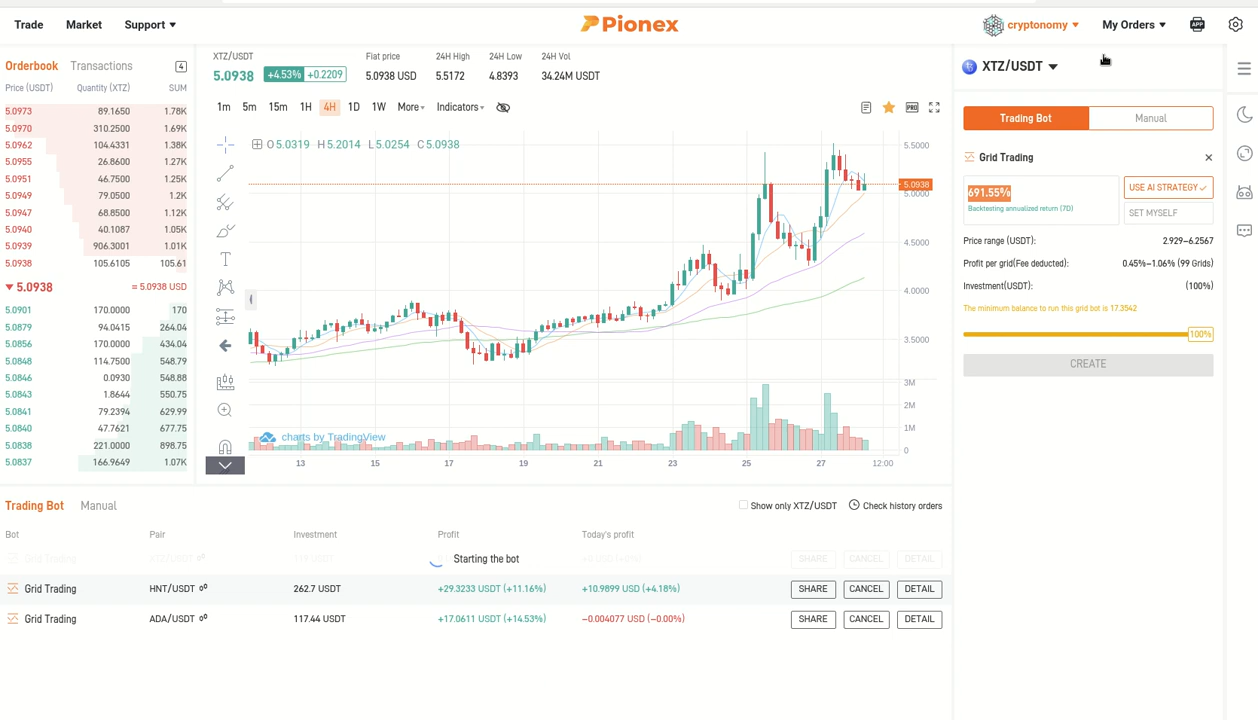 Trade Market Support
Pionex
cryptonomy My Orders APP
Orderbook Transactions 4
Price (USDT) Quantity (XTZ) SUM
5.0973 89.1650 1.78K
5.0970 310.2500 1.69K
5.0962 104.4331 1.38K
5.0955 26.8600 1.27K
5.0951 46.7500 1.25K
5.0949 79.0500 1.2K
5.0947 68.8500 1.12K
5.0940 40.1087 1.05K
5.0939 906.3001 1.01K
5.0938 105.6105 105.61
5.0938 = 5.0938 USD
5.0901 170.0000 170
5.0879 94.0415 264.04
5.0856 170.0000 434.04
5.0848 114.7500 548.79
5.0846 0.0930 548.88
5.0843 1.8644 550.75
5.0841 79.2394 629.99
5.0840 47.7621 677.75
5.0838 221.0000 898.75
5.0837 166.9649 1.07K
XTZ/USDT Fiat price 24H High 24H Low 24H Vol
5.0938 +4.53% +0.2209 5.0938 USD 5.5172 4.8393 34.24M USDT
1m 5m 15m 1H 4H 1D 1W More Indicators PRO
O5.0319 H5.2014 L5.0254 C5.0938
5.5000
5.0938
5.0000
4.5000
4.0000
3.5000
3M
2M
1M
0
charts by TradingView
13 15 17 19 21 23 25 27 12:00
XTZ/USDT
Trading Bot Manual
Grid Trading
691.55% USE AI STRATEGY
Backtesting annualized return (7D) SET MYSELF
Price range (USDT): 2.929-6.2567
Profit per grid(Fee deducted): 0.45%-1.06% (99 Grids)
Investment(USDT): (100%)
The minimum balance to run this grid bot is 17.3542
100%
CREATE
Trading Bot Manual Show only XTZ/USDT Check history orders
Bot Pair Investment Profit Today's profit
Grid Trading XTZ/USDT Starting the bot SHARE CANCEL DETAIL
Grid Trading HNT/USDT 262.7 USDT +29.3233 USDT (+11.16%) +10.9899 USD (+4.18%) SHARE CANCEL DETAIL
Grid Trading ADA/USDT 117.44 USDT +17.0611 USDT (+14.53%) -0.004077 USD (-0.00%) SHARE CANCEL DETAIL